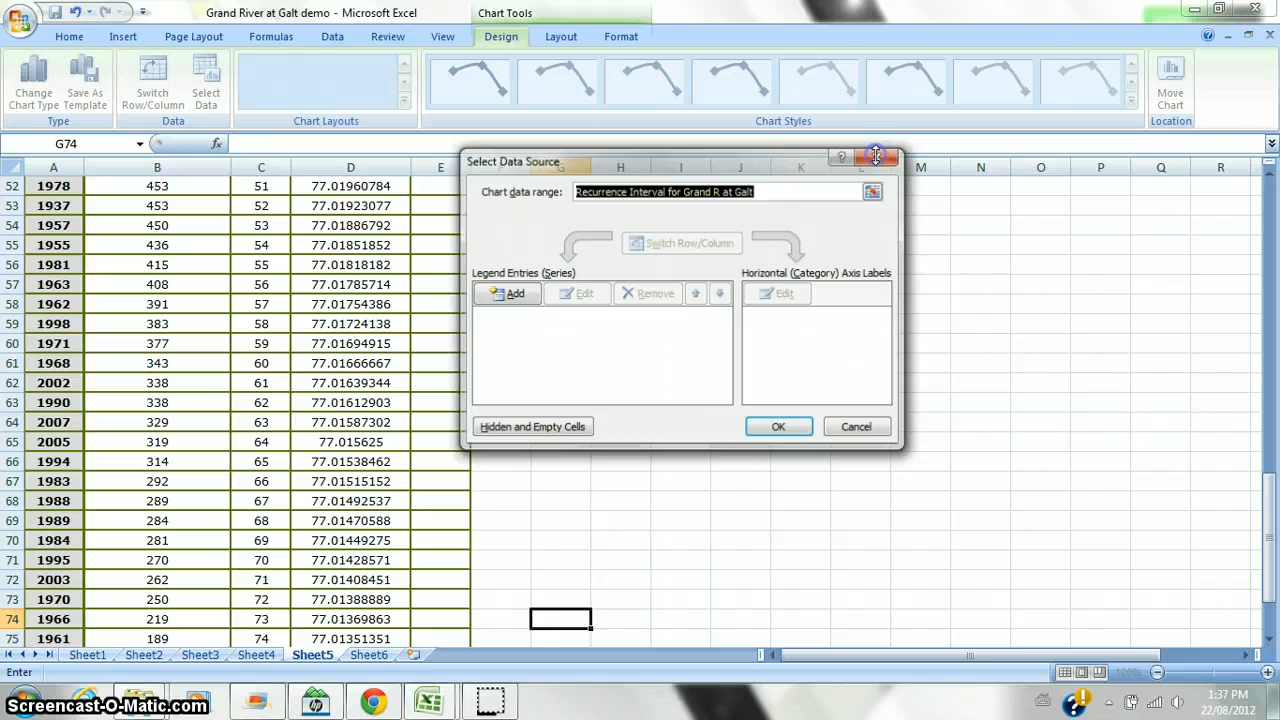 Grand River at Galt demo - Microsoft Excel
Chart Tools
Home Insert Page Layout Formulas Data Review View Design Layout Format
Change Chart Type
Save As Template
Switch Row/Column
Select Data
Move Chart
Type Data Chart Layouts Chart Styles Location
G74 fx
A B C D E G H I J K L M N O P Q R
52 1978 453 51 77.01960784
53 1937 453 52 77.01923077
54 1957 450 53 77.01886792
55 1955 436 54 77.01851852
56 1981 415 55 77.01818182
57 1963 408 56 77.01785714
58 1962 391 57 77.01754386
59 1998 383 58 77.01724138
60 1971 377 59 77.01694915
61 1968 343 60 77.01666667
62 2002 338 61 77.01639344
63 1990 338 62 77.01612903
64 2007 329 63 77.01587302
65 2005 319 64 77.015625
66 1994 314 65 77.01538462
67 1983 292 66 77.01515152
68 1988 289 67 77.01492537
69 1989 284 68 77.01470588
70 1984 281 69 77.01449275
71 1995 270 70 77.01428571
72 2003 262 71 77.01408451
73 1970 250 72 77.01388889
74 1966 219 73 77.01369863
75 1961 189 74 77.01351351
Select Data Source
Chart data range: Recurrence Interval for Grand R at Galt
Switch Row/Column
Legend Entries (Series)
Horizontal (Category) Axis Labels
Add Edit Remove Edit
Hidden and Empty Cells OK Cancel
Sheet1 Sheet2 Sheet3 Sheet4 Sheet5 Sheet6
Enter 100%
Screencast-O-Matic.com
1:37 PM
22/08/2012